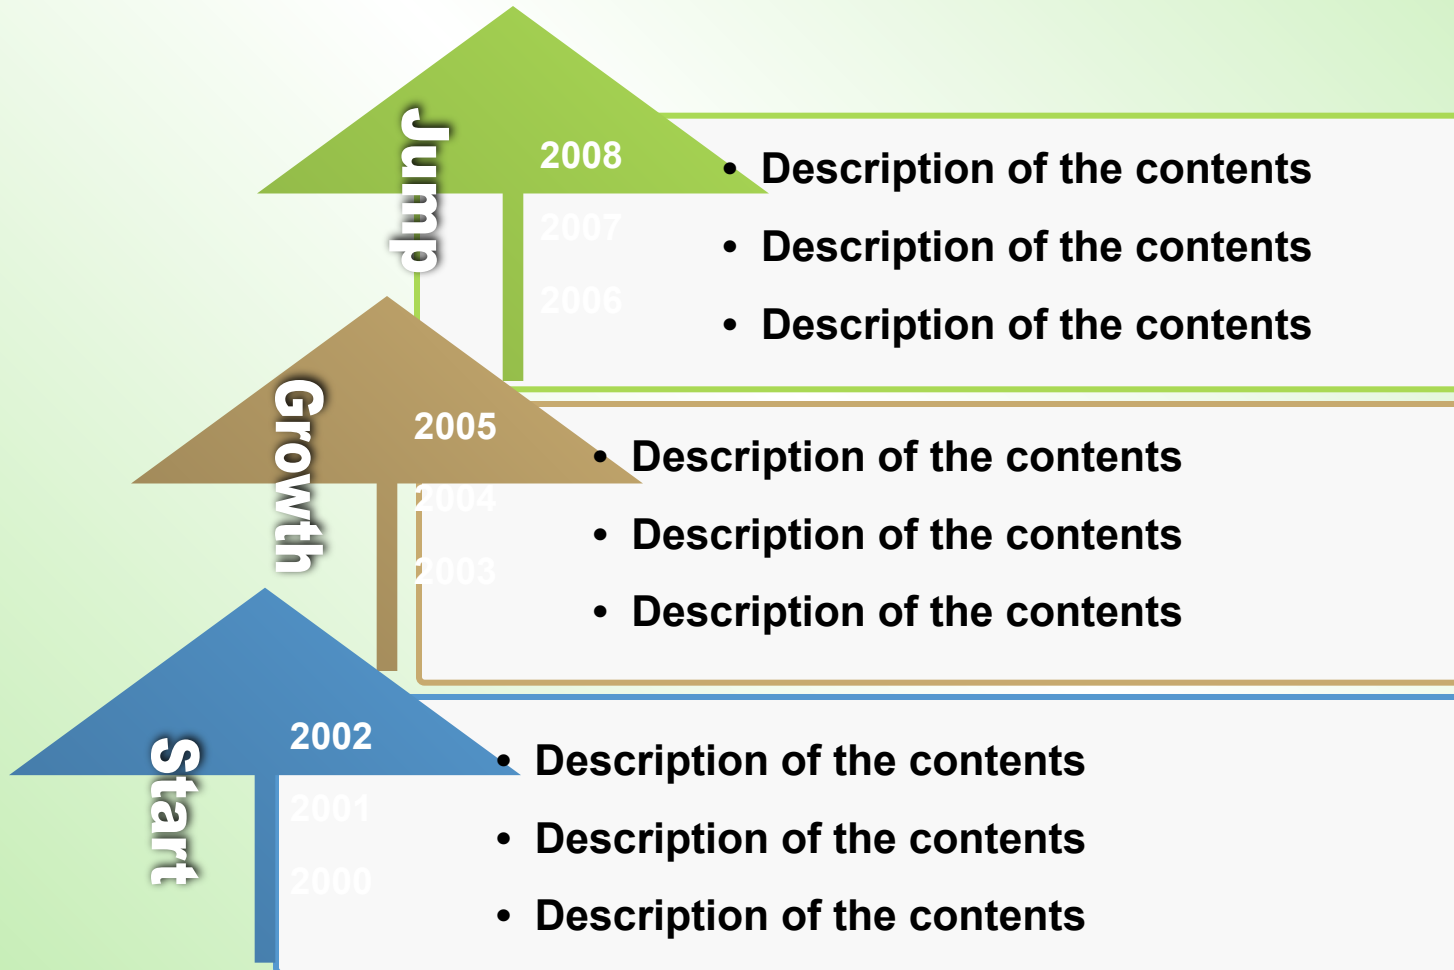 Jump
2008
• Description of the contents
2007
• Description of the contents
2006
• Description of the contents
Growth
2005
• Description of the contents
2004
• Description of the contents
2003
• Description of the contents
Start
2002
• Description of the contents
2001
• Description of the contents
2000
• Description of the contents